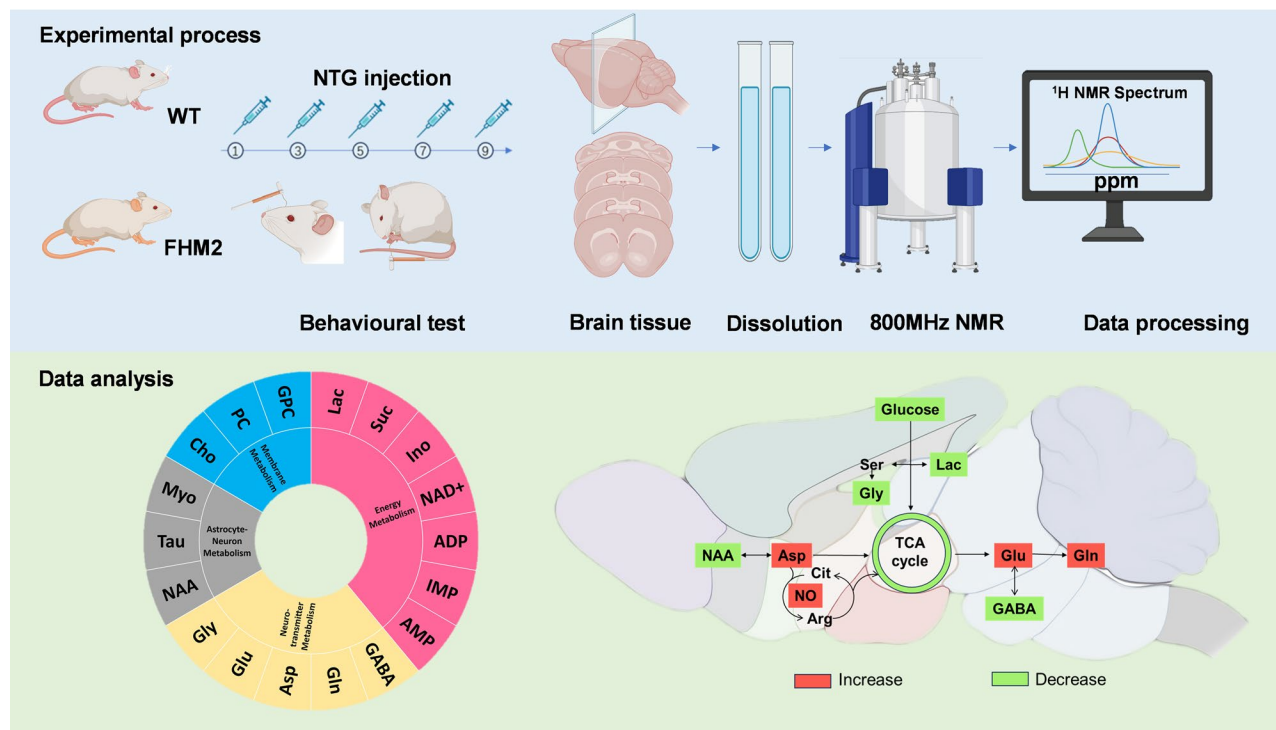 Experimental process
WT
NTG injection
1 3 5 7 9
FHM2
Behavioural test
Brain tissue
Dissolution
800MHz NMR
¹H NMR Spectrum
ppm
Data processing
Data analysis
Lac
Suc
Ino
NAD+
ADP
IMP
AMP
Energy
Metabolism
GABA
Gln
Asp
Glu
Gly
Neuro-
transmitter
Metabolism
NAA
Tau
Myo
Astrocyte-
Neuron
Metabolism
Cho
PC
GPC
Membrane
Metabolism
Glucose
Ser
Lac
Gly
NAA
Asp
TCA
cycle
Glu
Gln
Cit
NO
Arg
GABA
Increase
Decrease